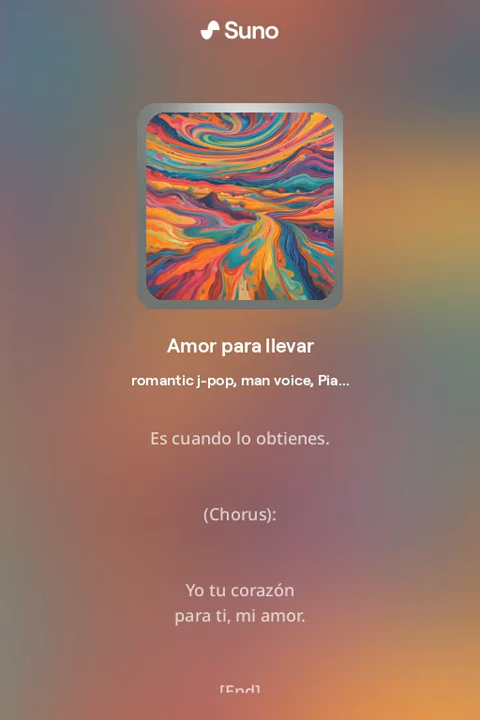 Suno
Amor para llevar
romantic j-pop, man voice, Pia...
Es cuando lo obtienes.
(Chorus):
Yo tu corazón
para ti, mi amor.
[End]